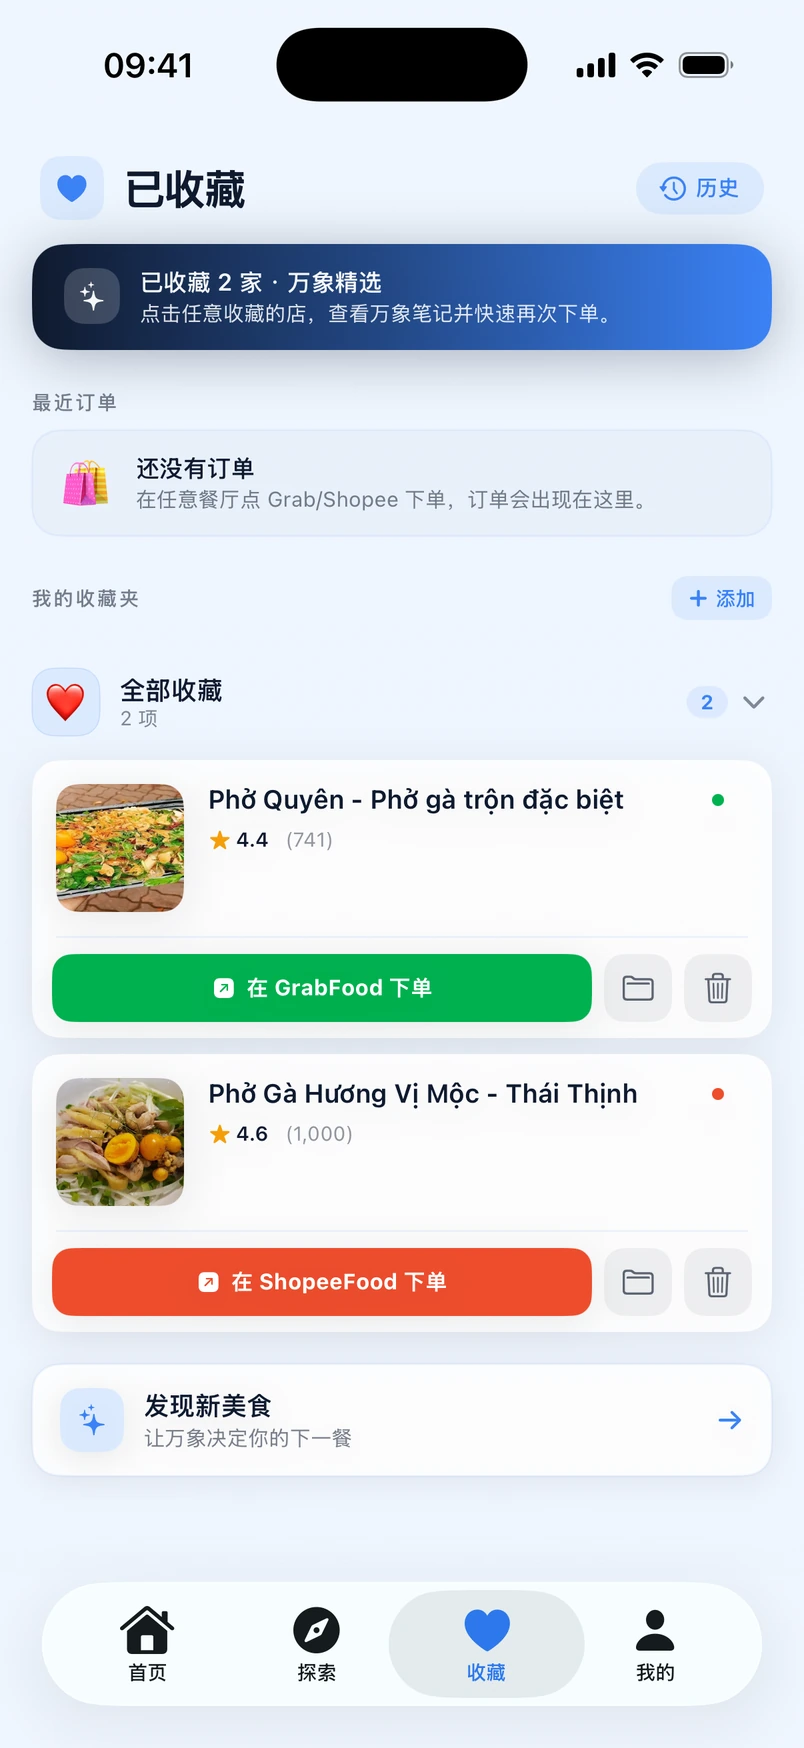 09:41
已收藏
历史
已收藏 2 家 · 万象精选
点击任意收藏的店，查看万象笔记并快速再次下单。
最近订单
还没有订单
在任意餐厅点 Grab/Shopee 下单，订单会出现在这里。
我的收藏夹
添加
全部收藏
2 项
2
Phở Quyên - Phở gà trộn đặc biệt
4.4 (741)
在 GrabFood 下单
Phở Gà Hương Vị Mộc - Thái Thịnh
4.6 (1,000)
在 ShopeeFood 下单
发现新美食
让万象决定你的下一餐
首页
探索
收藏
我的